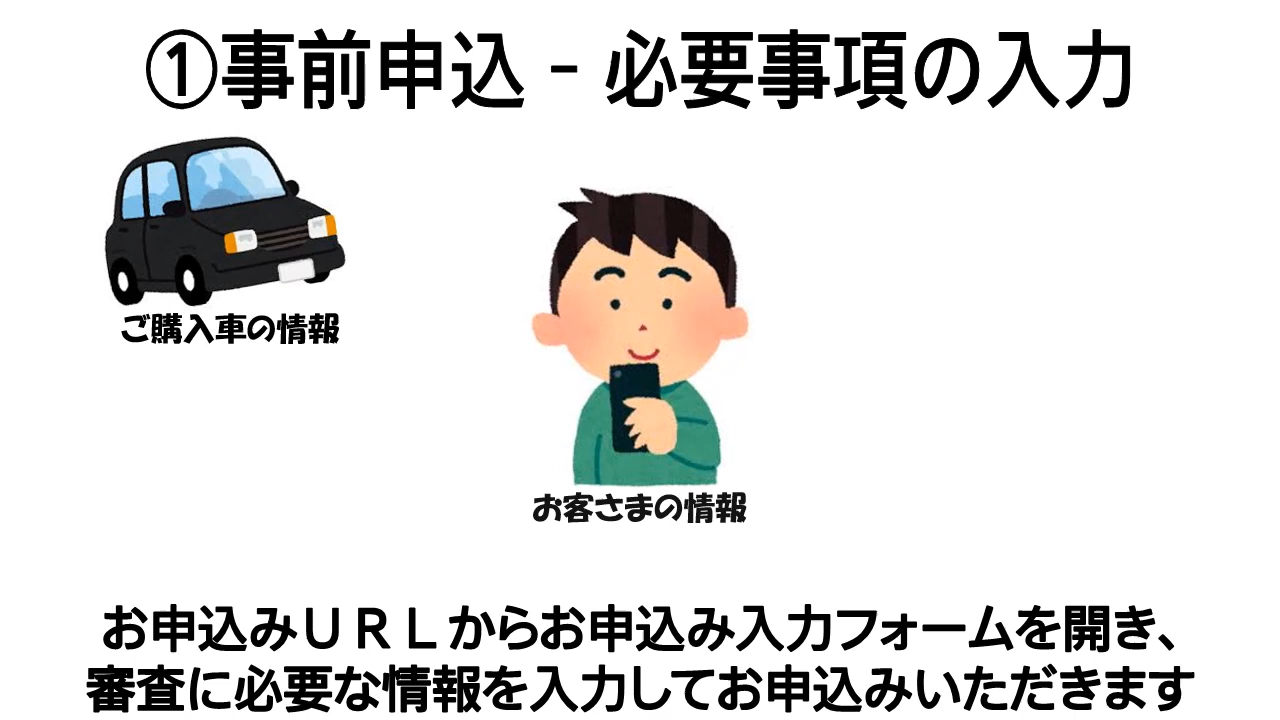 ①事前申込 - 必要事項の入力
ご購入車の情報
お客さまの情報
お申込みＵＲＬからお申込み入力フォームを開き、
審査に必要な情報を入力してお申込みいただきます